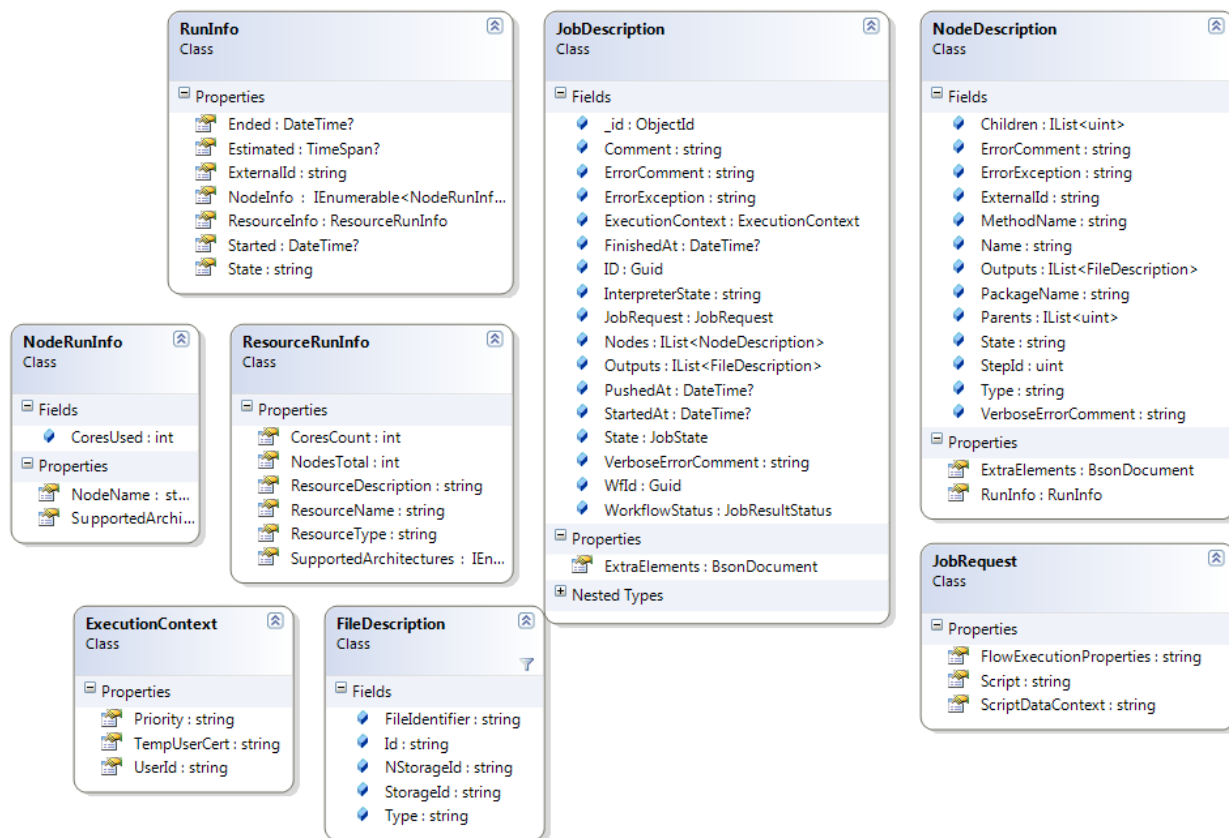 RunInfo
Class
Properties
Ended : DateTime?
Estimated : TimeSpan?
ExternalId : string
NodeInfo : IEnumerable<NodeRunInf...
ResourceInfo : ResourceRunInfo
Started : DateTime?
State : string
JobDescription
Class
Fields
_id : ObjectId
Comment : string
ErrorComment : string
ErrorException : string
ExecutionContext : ExecutionContext
FinishedAt : DateTime?
ID : Guid
InterpreterState : string
JobRequest : JobRequest
Nodes : IList<NodeDescription>
Outputs : IList<FileDescription>
PushedAt : DateTime?
StartedAt : DateTime?
State : JobState
VerboseErrorComment : string
WfId : Guid
WorkflowStatus : JobResultStatus
Properties
ExtraElements : BsonDocument
Nested Types
NodeDescription
Class
Fields
Children : IList<uint>
ErrorComment : string
ErrorException : string
ExternalId : string
MethodName : string
Name : string
Outputs : IList<FileDescription>
PackageName : string
Parents : IList<uint>
State : string
StepId : uint
Type : string
VerboseErrorComment : string
Properties
ExtraElements : BsonDocument
RunInfo : RunInfo
NodeRunInfo
Class
Fields
CoresUsed : int
Properties
NodeName : st...
SupportedArchi...
ResourceRunInfo
Class
Properties
CoresCount : int
NodesTotal : int
ResourceDescription : string
ResourceName : string
ResourceType : string
SupportedArchitectures : IEn...
JobRequest
Class
Properties
FlowExecutionProperties : string
Script : string
ScriptDataContext : string
ExecutionContext
Class
Properties
Priority : string
TempUserCert : string
UserId : string
FileDescription
Class
Fields
FileIdentifier : string
Id : string
NStorageId : string
StorageId : string
Type : string